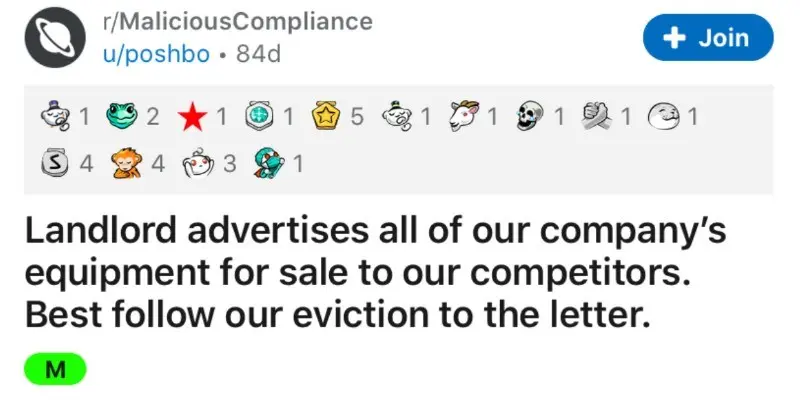 r/MaliciousCompliance
u/poshbo • 84d
+ Join
1 2 1 1 5 1 1 1 1 1
S 4 4 3 1
Landlord advertises all of our company’s
equipment for sale to our competitors.
Best follow our eviction to the letter.
M